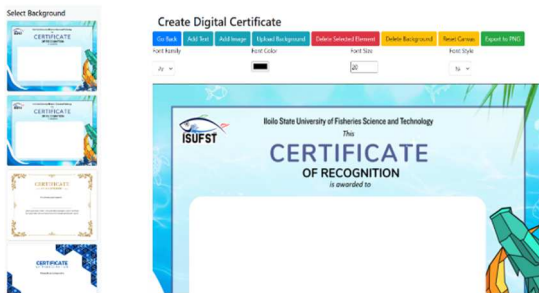 Select Background
CERTIFICATE
CERTIFICATE
CERTIFICATE
CERTIFICATE
Create Digital Certificate
Go Back Add Text Add Image Upload Background Delete Selected Element Delete Background Reset Canvas Export to PNG
Font Family Font Color Font Size Font Style
20
ISUFST
Iloilo State University of Fisheries Science and Technology
This
CERTIFICATE
OF RECOGNITION
is awarded to